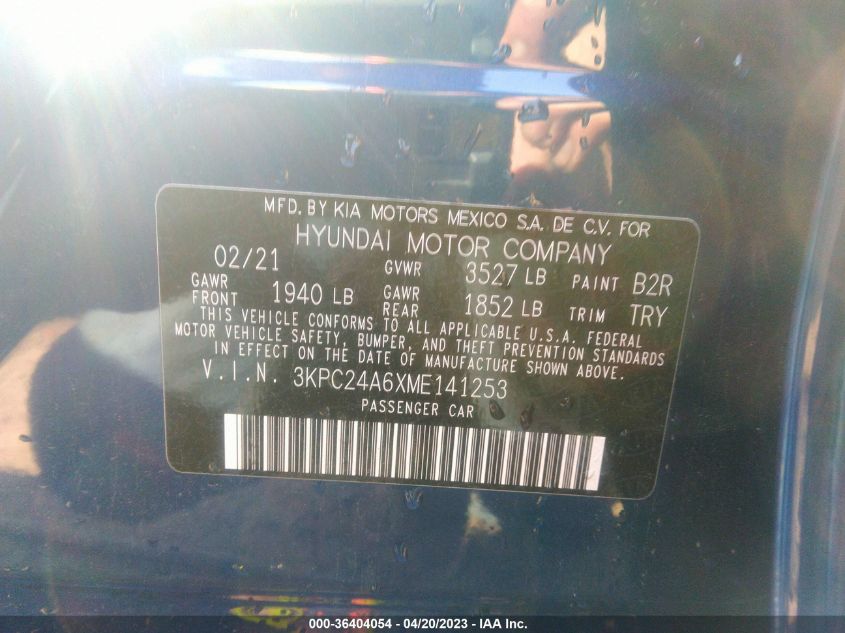 MFD. BY KIA MOTORS MEXICO S.A. DE C.V. FOR
HYUNDAI MOTOR COMPANY
02/21 GVWR 3527 LB PAINT B2R
GAWR FRONT 1940 LB GAWR REAR 1852 LB TRIM TRY
THIS VEHICLE CONFORMS TO ALL APPLICABLE U.S.A. FEDERAL
MOTOR VEHICLE SAFETY, BUMPER, AND THEFT PREVENTION STANDARDS
IN EFFECT ON THE DATE OF MANUFACTURE SHOWN ABOVE.
V.I.N. 3KPC24A6XME141253
PASSENGER CAR
000-36404054 - 04/20/2023 - IAA Inc.